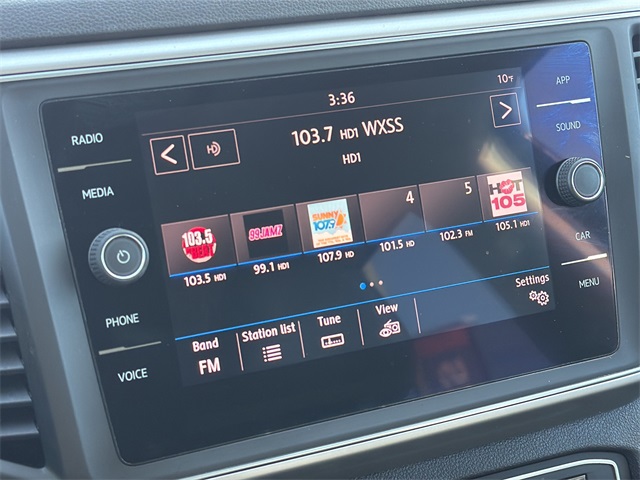 10°F
3:36
103.7 HD1 WXSS
HD1
HD
RADIO
MEDIA
PHONE
VOICE
APP
SOUND
CAR
MENU
103.5
99JAMZ
SUNNY
107.9
4
5
HOT
105
103.5 HD1
99.1 HD1
107.9 HD
101.5 HD
102.3 FM
105.1 HD1
Settings
Band
FM
Station list
Tune
View